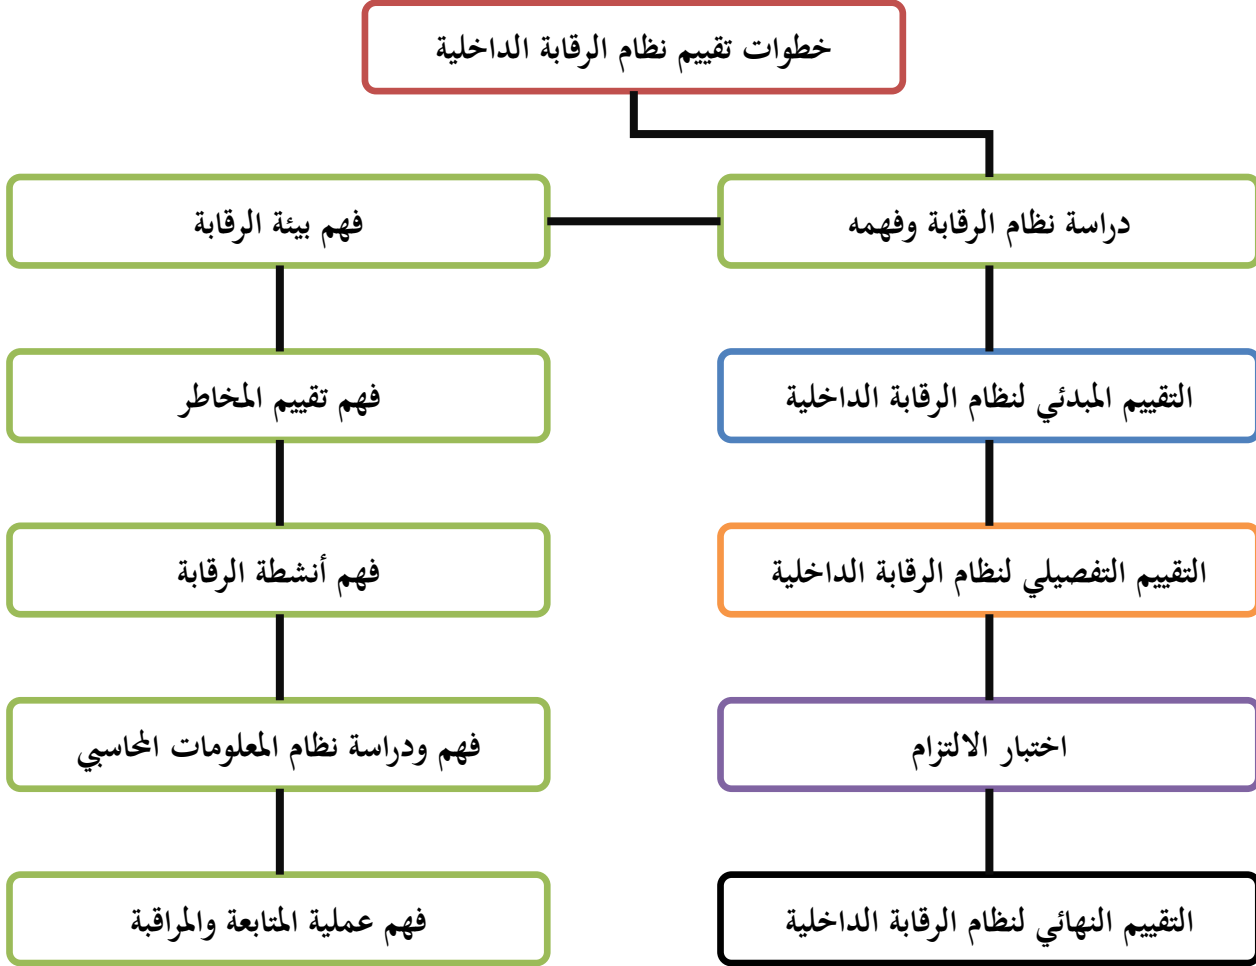 خطوات تقييم نظام الرقابة الداخلية
دراسة نظام الرقابة وفهمه
فهم بيئة الرقابة
التقييم المبدئي لنظام الرقابة الداخلية
فهم تقييم المخاطر
التقييم التفصيلي لنظام الرقابة الداخلية
فهم أنشطة الرقابة
اختبار الالتزام
فهم ودراسة نظام المعلومات المحاسبي
التقييم النهائي لنظام الرقابة الداخلية
فهم عملية المتابعة والمراقبة